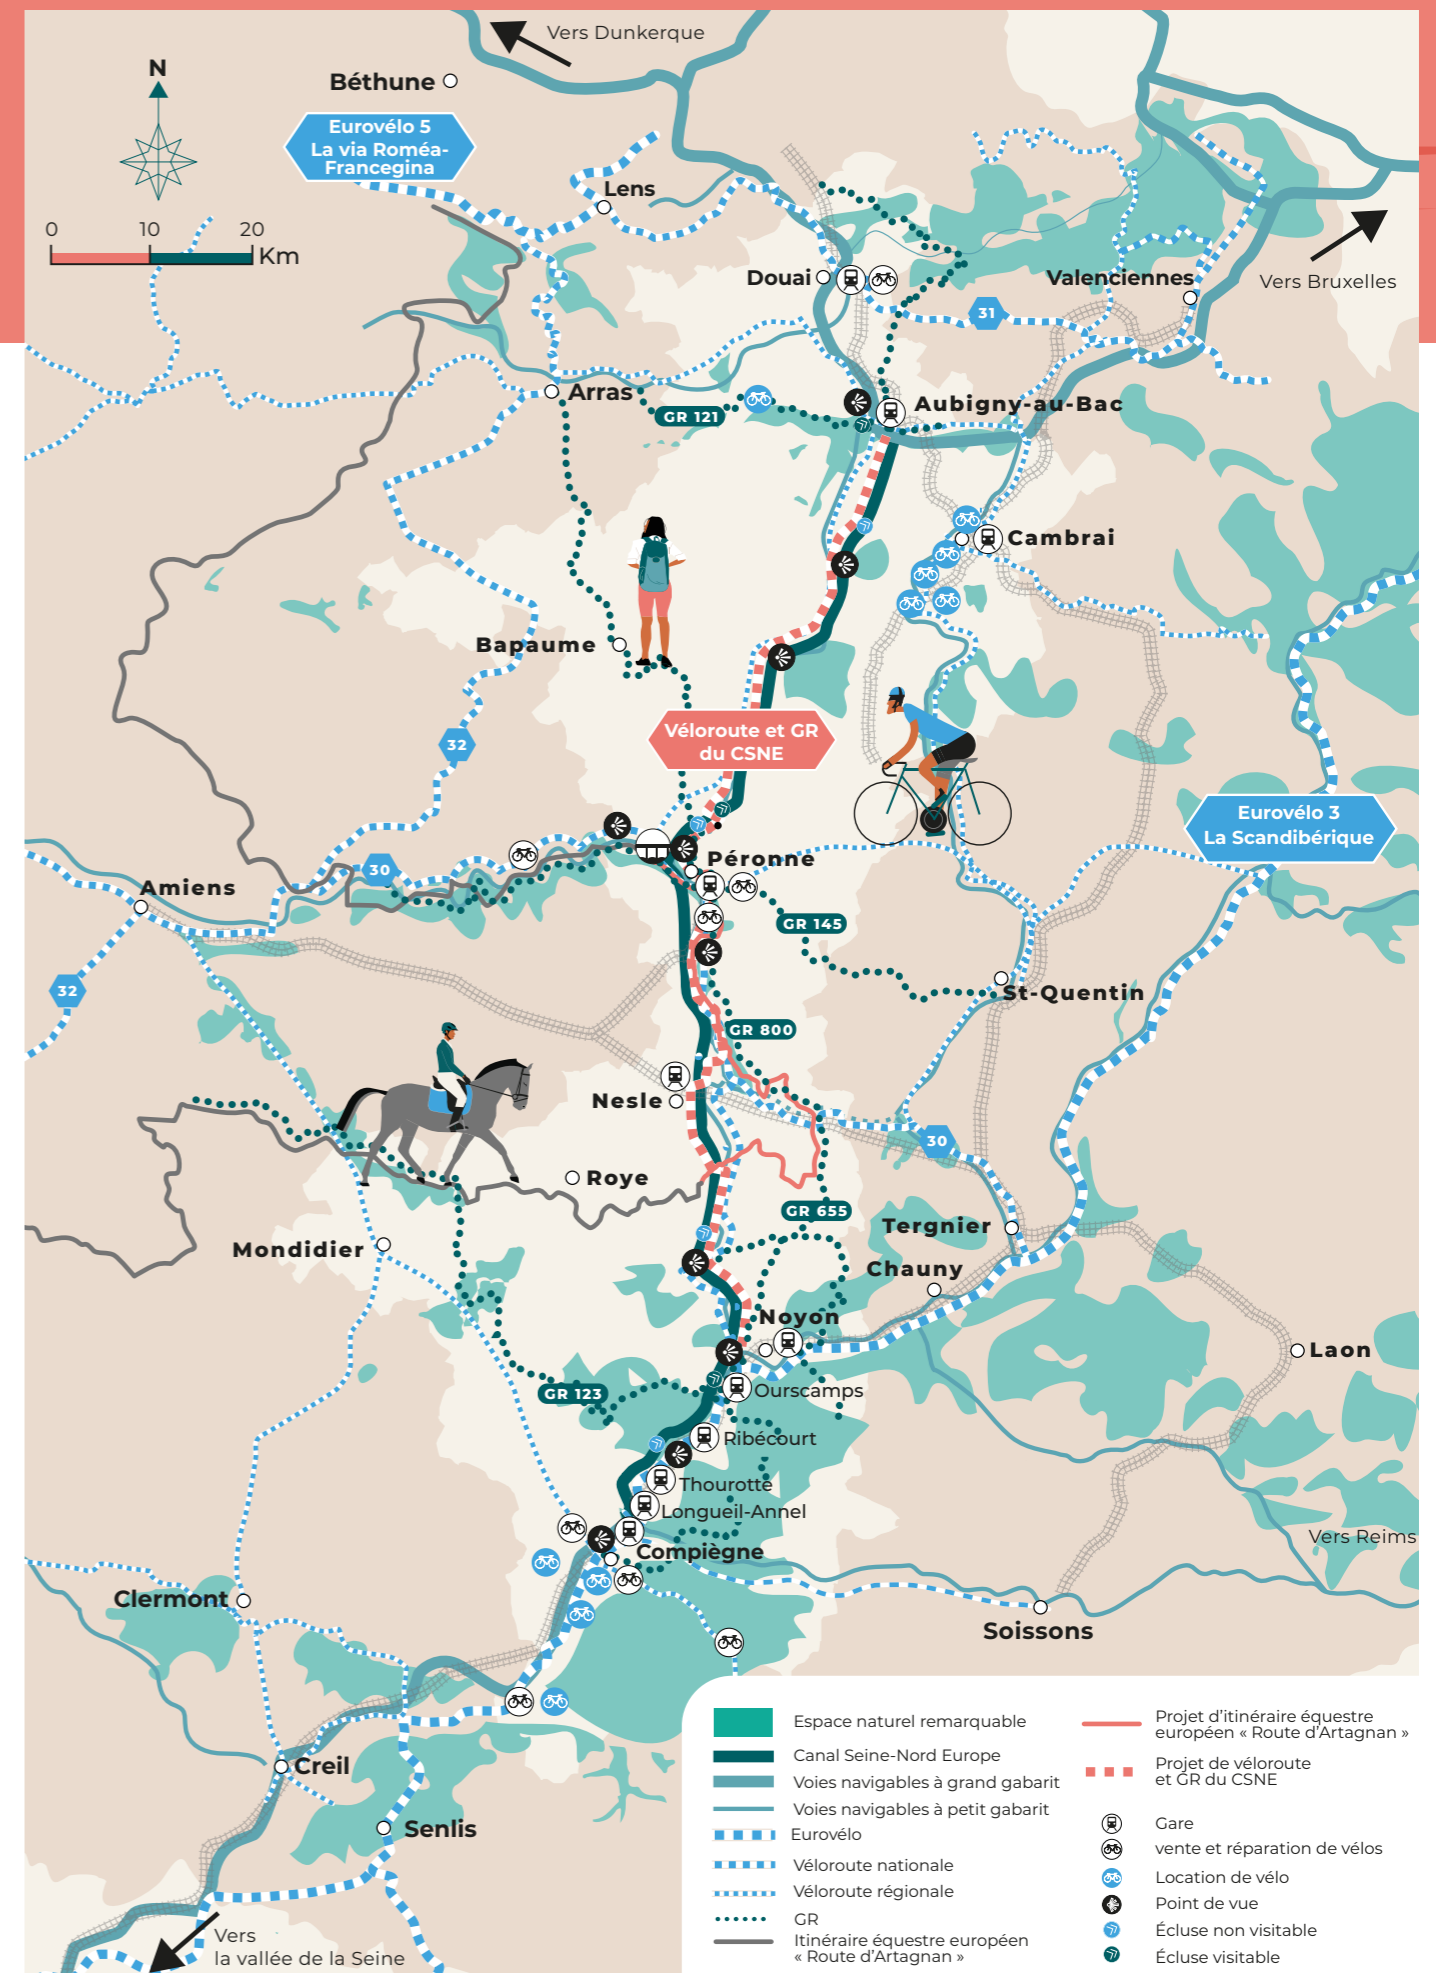 Vers Dunkerque
N
Béthune
Eurovélo 5
La via Roméa-
Francegina
Lens
0 10 20
Km
Douai
Valenciennes
Vers Bruxelles
31
Arras
GR 121
Aubigny-au-Bac
Cambrai
Bapaume
Véloroute et GR
du CSNE
32
Eurovélo 3
La Scandibérique
Péronne
30
Amiens
GR 145
32
St-Quentin
GR 800
Nesle
30
Roye
GR 655
Tergnier
Mondidier
Chauny
Noyon
Laon
GR 123
Ourscamps
Ribécourt
Thourotte
Longueil-Annel
Vers Reims
Compiègne
Clermont
Soissons
Creil
Senlis
Vers
la vallée de la Seine
Espace naturel remarquable
Canal Seine-Nord Europe
Voies navigables à grand gabarit
Voies navigables à petit gabarit
Eurovélo
Véloroute nationale
Véloroute régionale
GR
Itinéraire équestre européen
« Route d'Artagnan »
Projet d'itinéraire équestre
européen « Route d'Artagnan »
Projet de véloroute
et GR du CSNE
Gare
vente et réparation de vélos
Location de vélo
Point de vue
Écluse non visitable
Écluse visitable